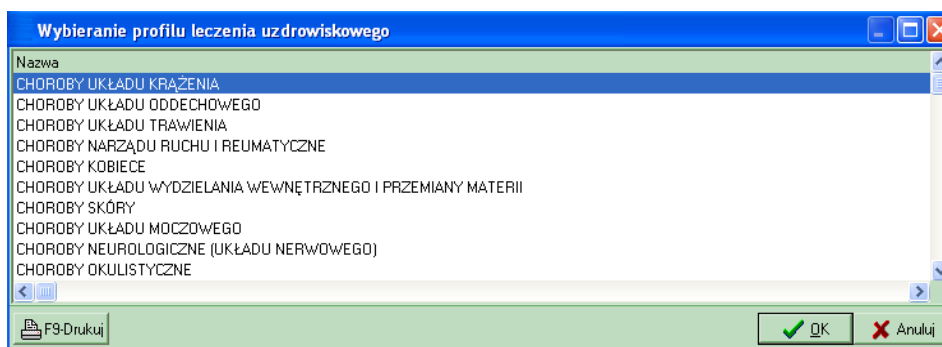 Wybieranie profilu leczenia uzdrowiskowego
Nazwa
CHOROBY UKŁADU KRĄŻENIA
CHOROBY UKŁADU ODDECHOWEGO
CHOROBY UKŁADU TRAWIENIA
CHOROBY NARZĄDU RUCHU I REUMATYCZNE
CHOROBY KOBIECE
CHOROBY UKŁADU WYDZIELANIA WEWNĘTRZNEGO I PRZEMIANY MATERII
CHOROBY SKÓRY
CHOROBY UKŁADU MOCZOWEGO
CHOROBY NEUROLOGICZNE (UKŁADU NERWOWEGO)
CHOROBY OKULISTYCZNE
F9-Drukuj OK Anuluj